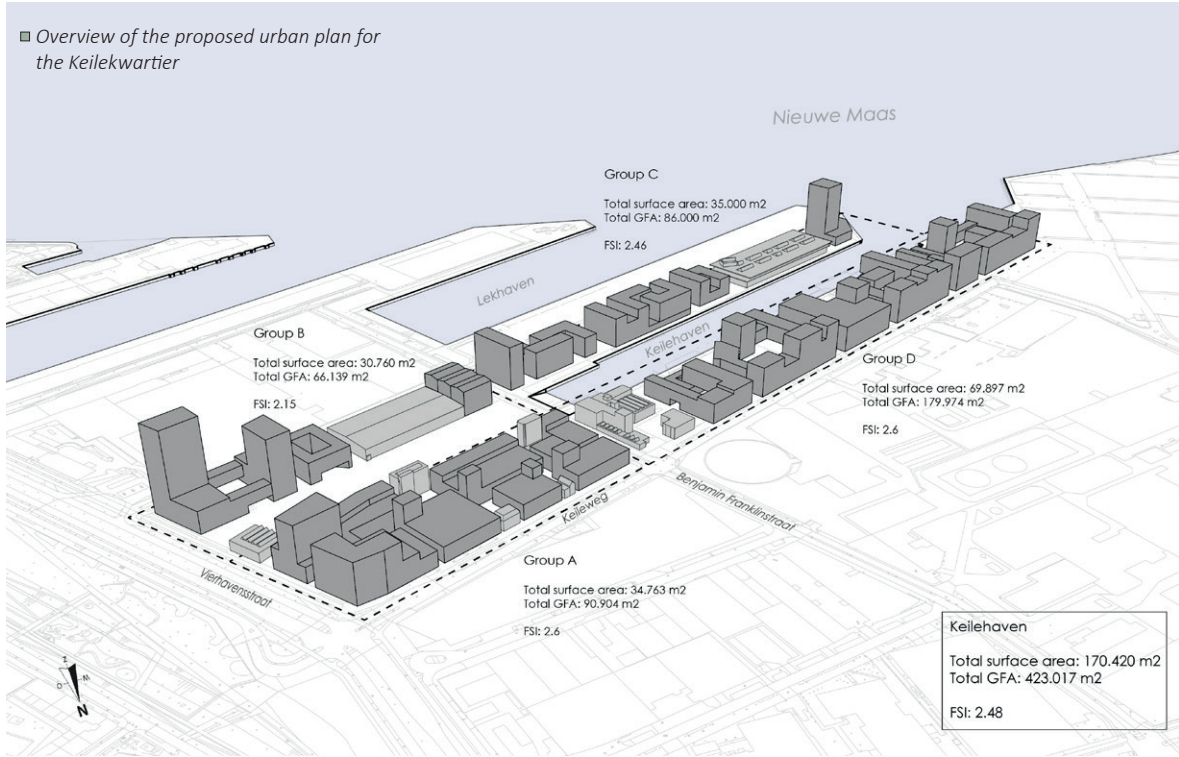 Overview of the proposed urban plan for
the Keilekwartier
Nieuwe Maas
Group C
Total surface area: 35.000 m2
Total GFA: 86.000 m2
FSI: 2.46
Lekhaven
Keilehaven
Group B
Total surface area: 30.760 m2
Total GFA: 66.139 m2
FSI: 2.15
Group D
Total surface area: 69.897 m2
Total GFA: 179.974 m2
FSI: 2.6
Benjamin Franklinstraat
Keileweg
Vierhavensstraat
Group A
Total surface area: 34.763 m2
Total GFA: 90.904 m2
FSI: 2.6
Keilehaven
Total surface area: 170.420 m2
Total GFA: 423.017 m2
FSI: 2.48
Z
O
W
N